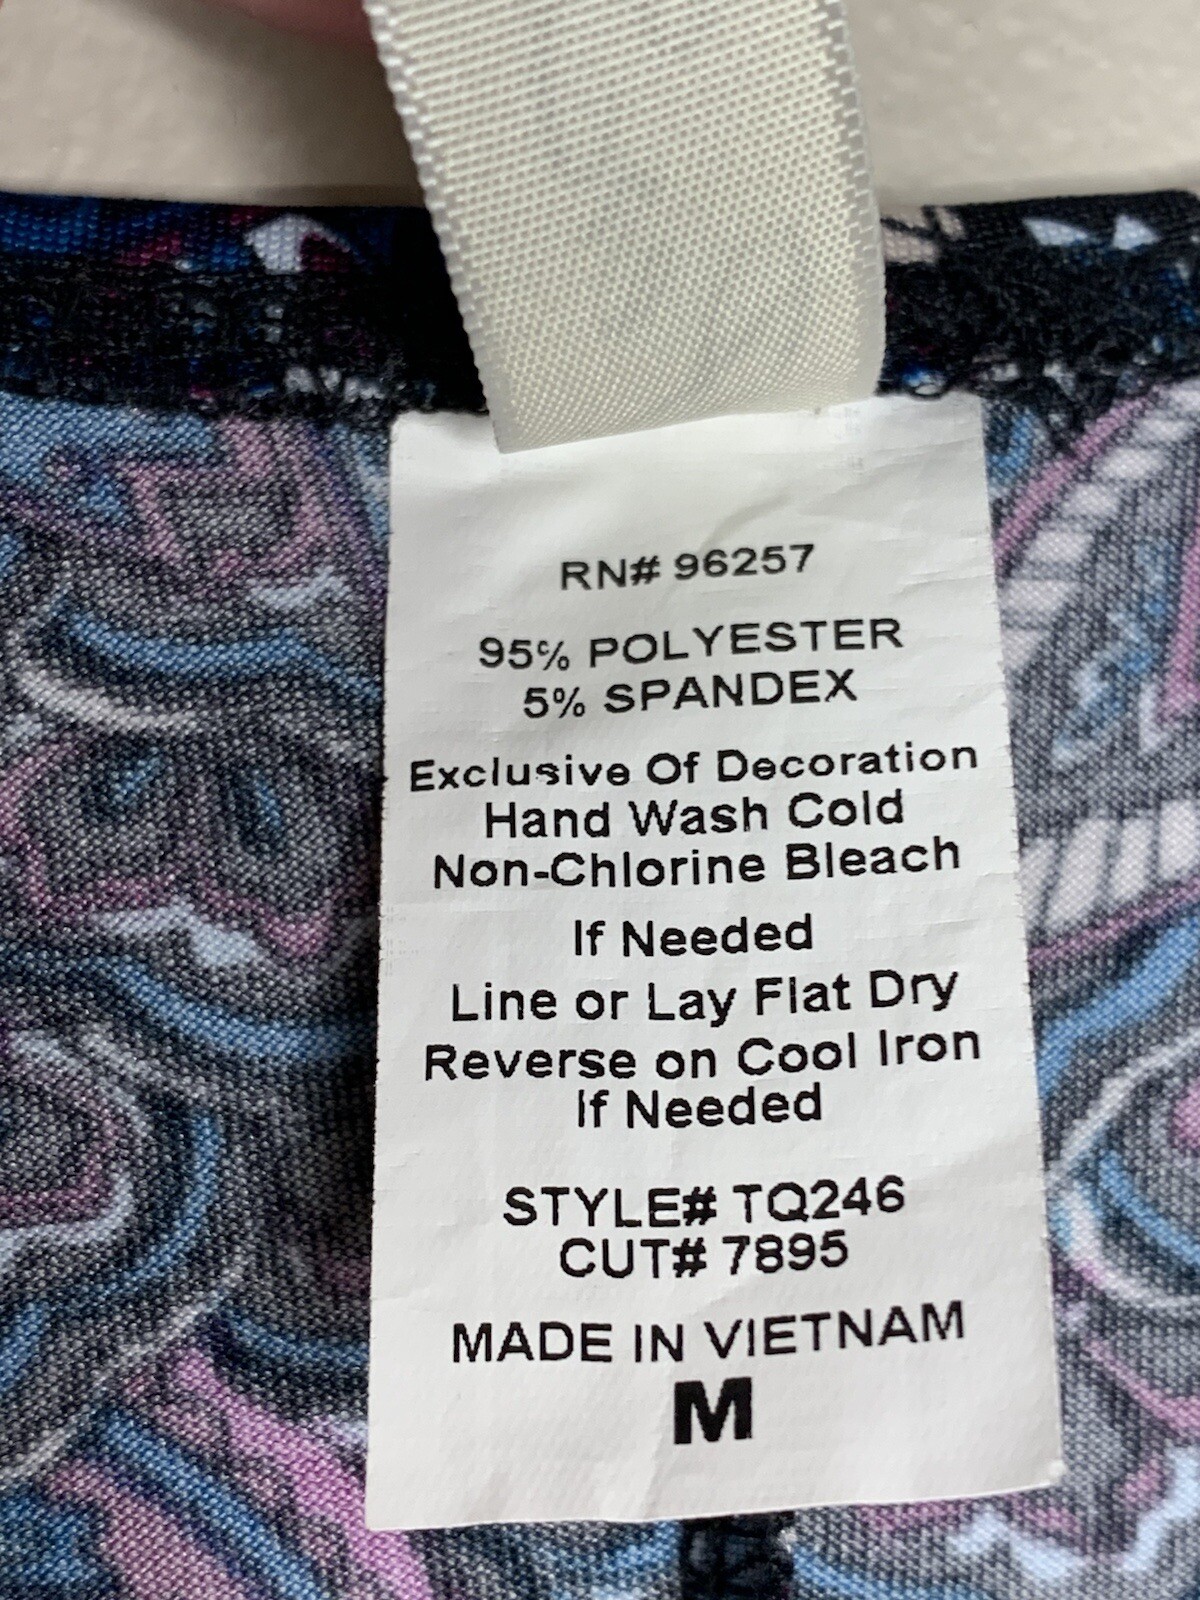 RN# 96257
95% POLYESTER
5% SPANDEX
Exclusive Of Decoration
Hand Wash Cold
Non-Chlorine Bleach
If Needed
Line or Lay Flat Dry
Reverse on Cool Iron
If Needed
STYLE# TQ246
CUT# 7895
MADE IN VIETNAM
M